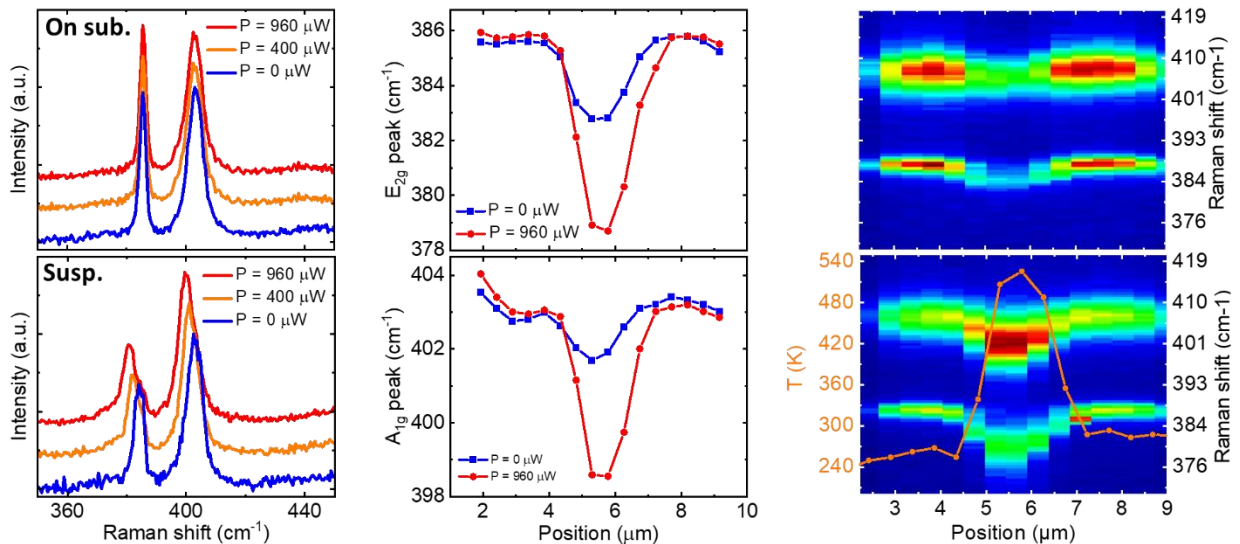 On sub.
P = 960 μW
P = 400 μW
P = 0 μW
Intensity (a.u.)
Susp.
P = 960 μW
P = 400 μW
P = 0 μW
Intensity (a.u.)
360 400 440
Raman shift (cm-1)
386
384
382
380
378
E2g peak (cm-1)
P = 0 μW
P = 960 μW
404
402
400
398
A1g peak (cm-1)
P = 0 μW
P = 960 μW
2 4 6 8 10
Position (μm)
419
410
401
393
384
376
Raman shift (cm-1)
540
480
420
360
300
240
T (K)
419
410
401
393
384
376
Raman shift (cm-1)
3 4 5 6 7 8 9
Position (μm)